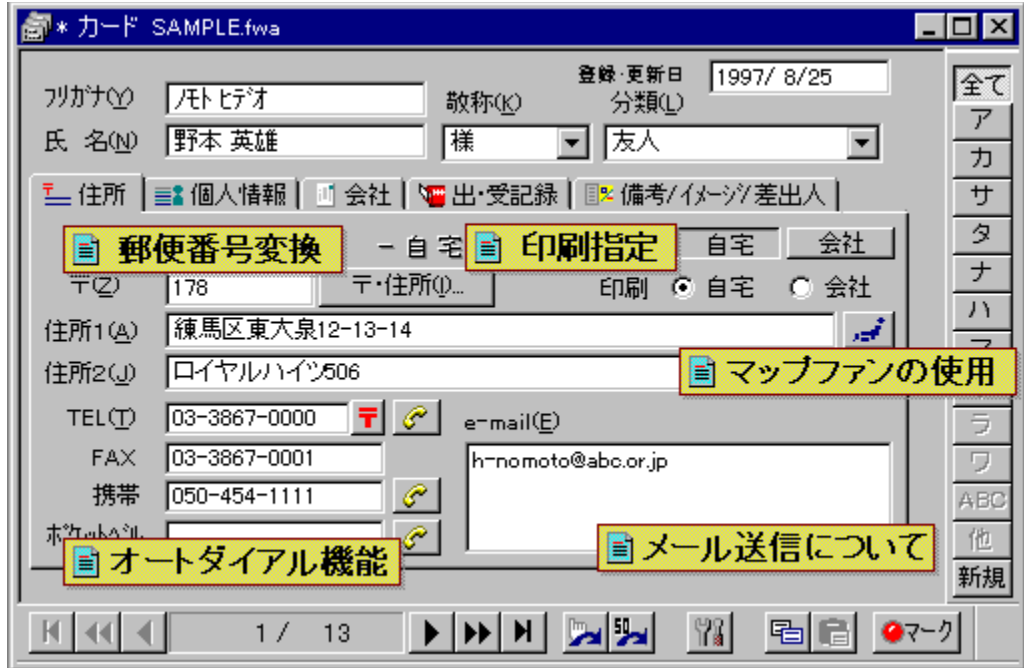 * カード SAMPLE.fwa
登録・更新日 1997/ 8/25
フリガナ(Y) ノモト ヒデオ 敬称(K) 分類(L)
氏 名(N) 野本 英雄 様 友人
住所 個人情報 会社 出・受記録 備考/イメージ/差出人
郵便番号変換 - 自 宅 印刷指定 自宅 会社
〒(Z) 178 〒・住所(I)... 印刷 自宅 会社
住所1(A) 練馬区東大泉12-13-14
住所2(J) ロイヤルハイツ506
マップファンの使用
TEL(T) 03-3867-0000 〒 e-mail(E)
FAX 03-3867-0001 h-nomoto@abc.or.jp
携帯 050-454-1111
ポケットベル
オートダイアル機能 メール送信について
全て
ア
カ
サ
タ
ナ
ハ
ラ
ワ
ABC
他
新規
1 / 13 50 マーク